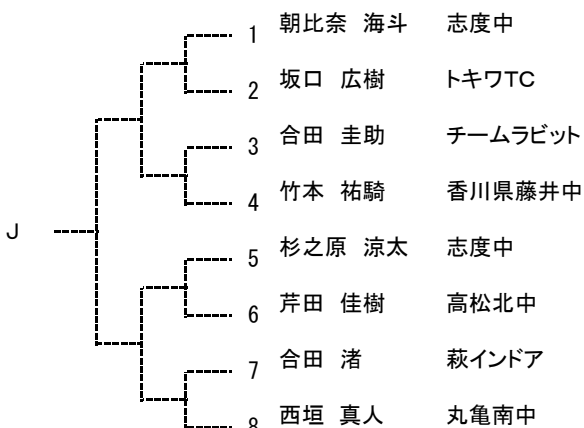 1 朝比奈 海斗 志度中
2 坂口 広樹 トキワTC
3 合田 圭助 チームラビット
4 竹本 祐騎 香川県藤井中
J
5 杉之原 涼太 志度中
6 芹田 佳樹 高松北中
7 合田 渚 萩インドア
8 西垣 真人 丸亀南中